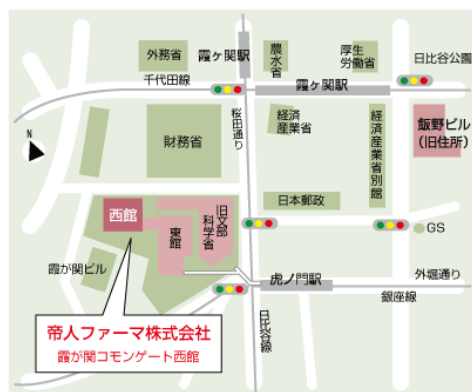 外務省
霞ヶ関駅
農水省
厚生
労働省
日比谷公園
千代田線
霞ヶ関駅
N
桜田通り
財務省
経済
産業省
経済産業省別館
飯野ビル
（旧住所）
日本郵政
西館
東館
旧文部
科学省
GS
霞が関ビル
虎ノ門駅
外堀通り
銀座線
日比谷線
帝人ファーマ株式会社
霞が関コモンゲート西館